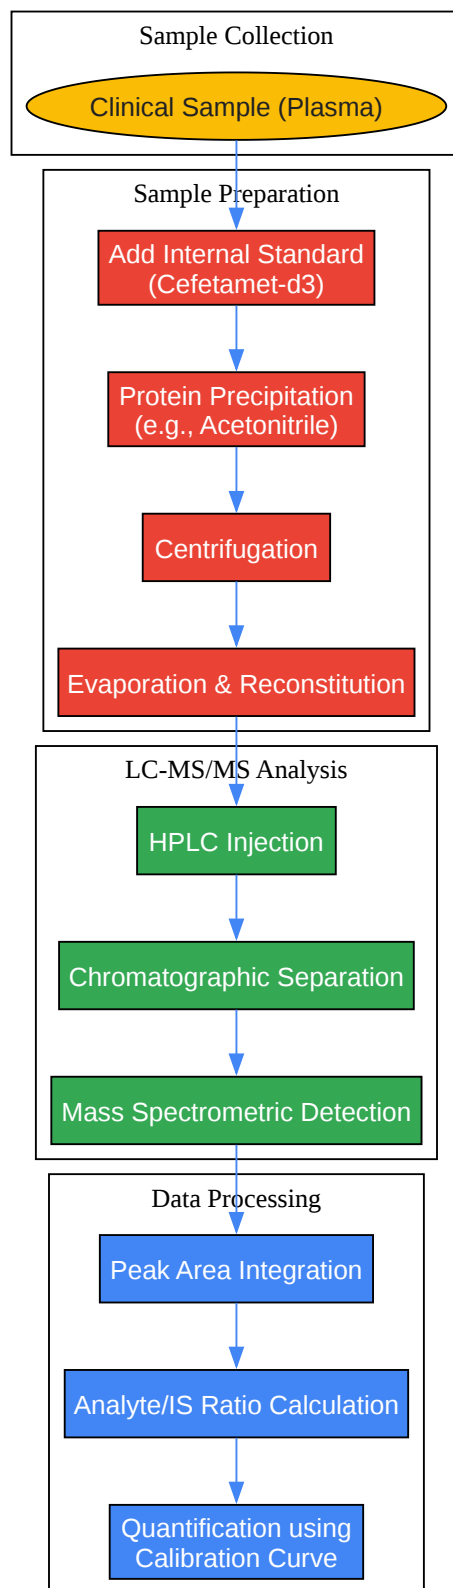 Sample Collection
Clinical Sample (Plasma)
Sample Preparation
Add Internal Standard
(Cefetamet-d3)
Protein Precipitation
(e.g., Acetonitrile)
Centrifugation
Evaporation & Reconstitution
LC-MS/MS Analysis
HPLC Injection
Chromatographic Separation
Mass Spectrometric Detection
Data Processing
Peak Area Integration
Analyte/IS Ratio Calculation
Quantification using
Calibration Curve